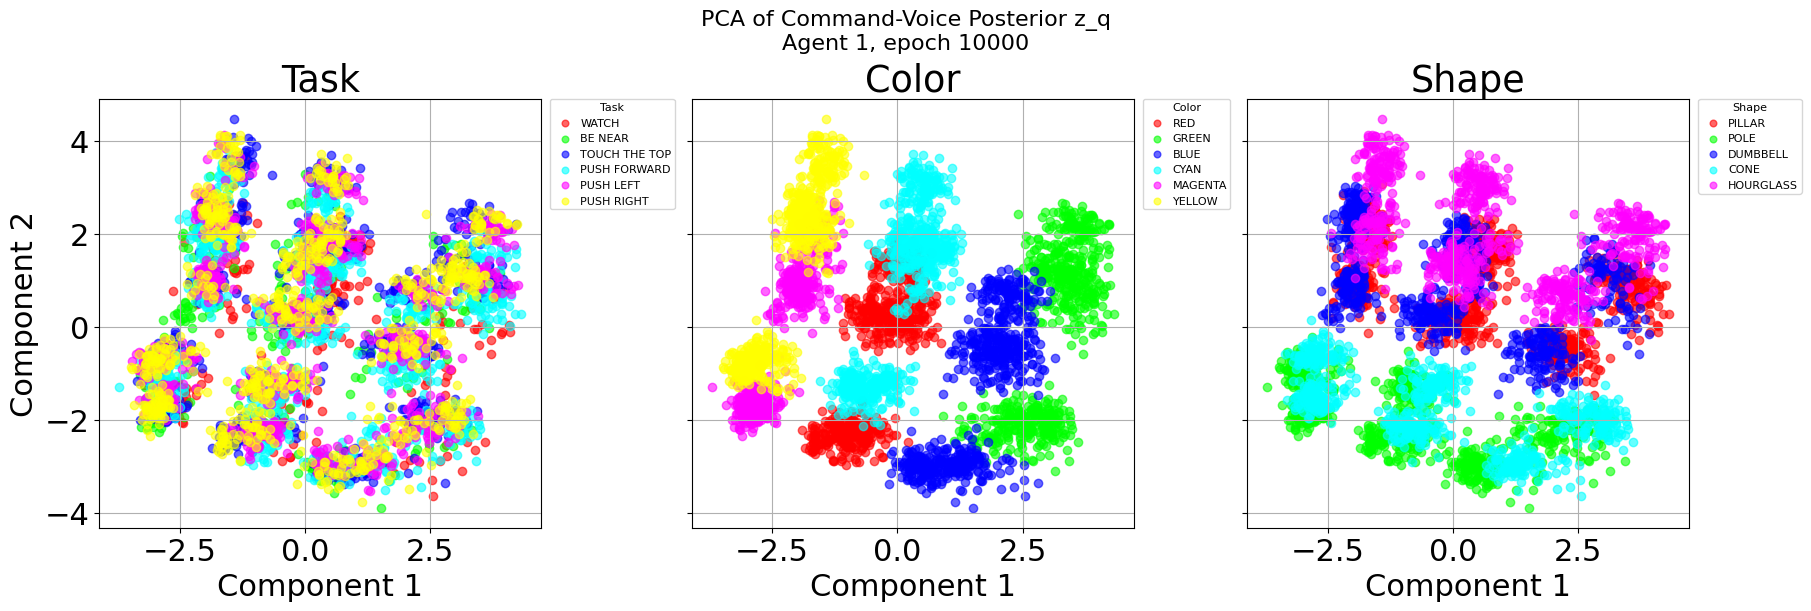 PCA of Command-Voice Posterior z_q
Agent 1, epoch 10000
Task
Component 2
4
2
0
−2
−4
−2.5 0.0 2.5
Component 1
Task
WATCH
BE NEAR
TOUCH THE TOP
PUSH FORWARD
PUSH LEFT
PUSH RIGHT
Color
−2.5 0.0 2.5
Component 1
Color
RED
GREEN
BLUE
CYAN
MAGENTA
YELLOW
Shape
−2.5 0.0 2.5
Component 1
Shape
PILLAR
POLE
DUMBBELL
CONE
HOURGLASS